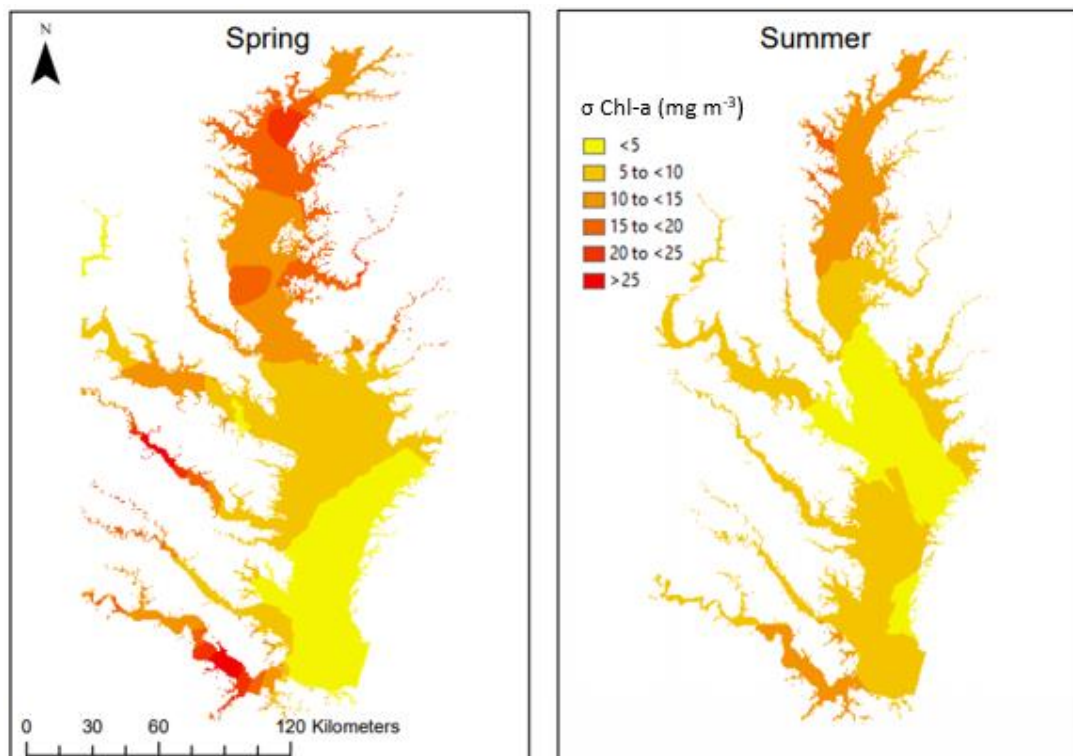 N
Spring
0 30 60 120 Kilometers
Summer
σ Chl-a (mg m⁻³)
<5
5 to <10
10 to <15
15 to <20
20 to <25
>25